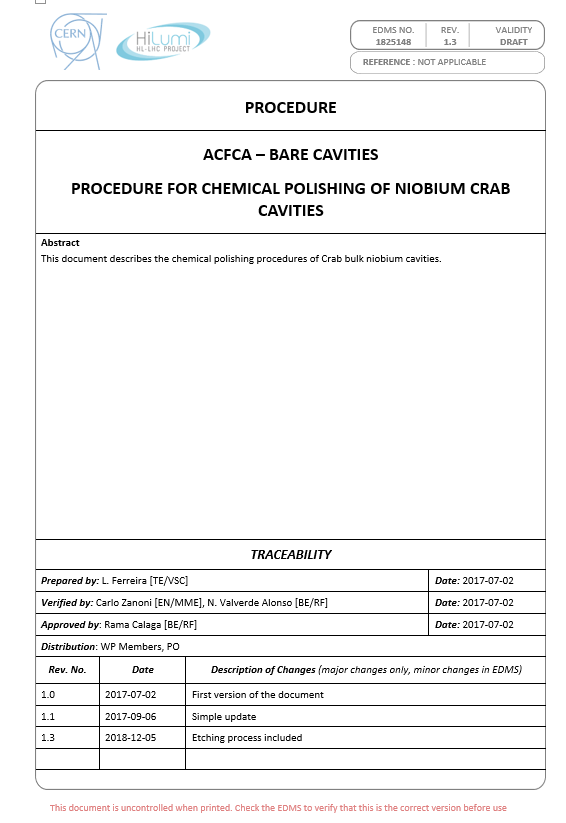 CERN
HiLumi
HL-LHC PROJECT
EDMS NO. REV. VALIDITY
1825148 1.3 DRAFT
REFERENCE : NOT APPLICABLE
PROCEDURE
ACFCA – BARE CAVITIES
PROCEDURE FOR CHEMICAL POLISHING OF NIOBIUM CRAB
CAVITIES
Abstract
This document describes the chemical polishing procedures of Crab bulk niobium cavities.
TRACEABILITY
Prepared by: L. Ferreira [TE/VSC] Date: 2017-07-02
Verified by: Carlo Zanoni [EN/MME], N. Valverde Alonso [BE/RF] Date: 2017-07-02
Approved by: Rama Calaga [BE/RF] Date: 2017-07-02
Distribution: WP Members, PO
Rev. No. Date Description of Changes (major changes only, minor changes in EDMS)
1.0 2017-07-02 First version of the document
1.1 2017-09-06 Simple update
1.3 2018-12-05 Etching process included
This document is uncontrolled when printed. Check the EDMS to verify that this is the correct version before use